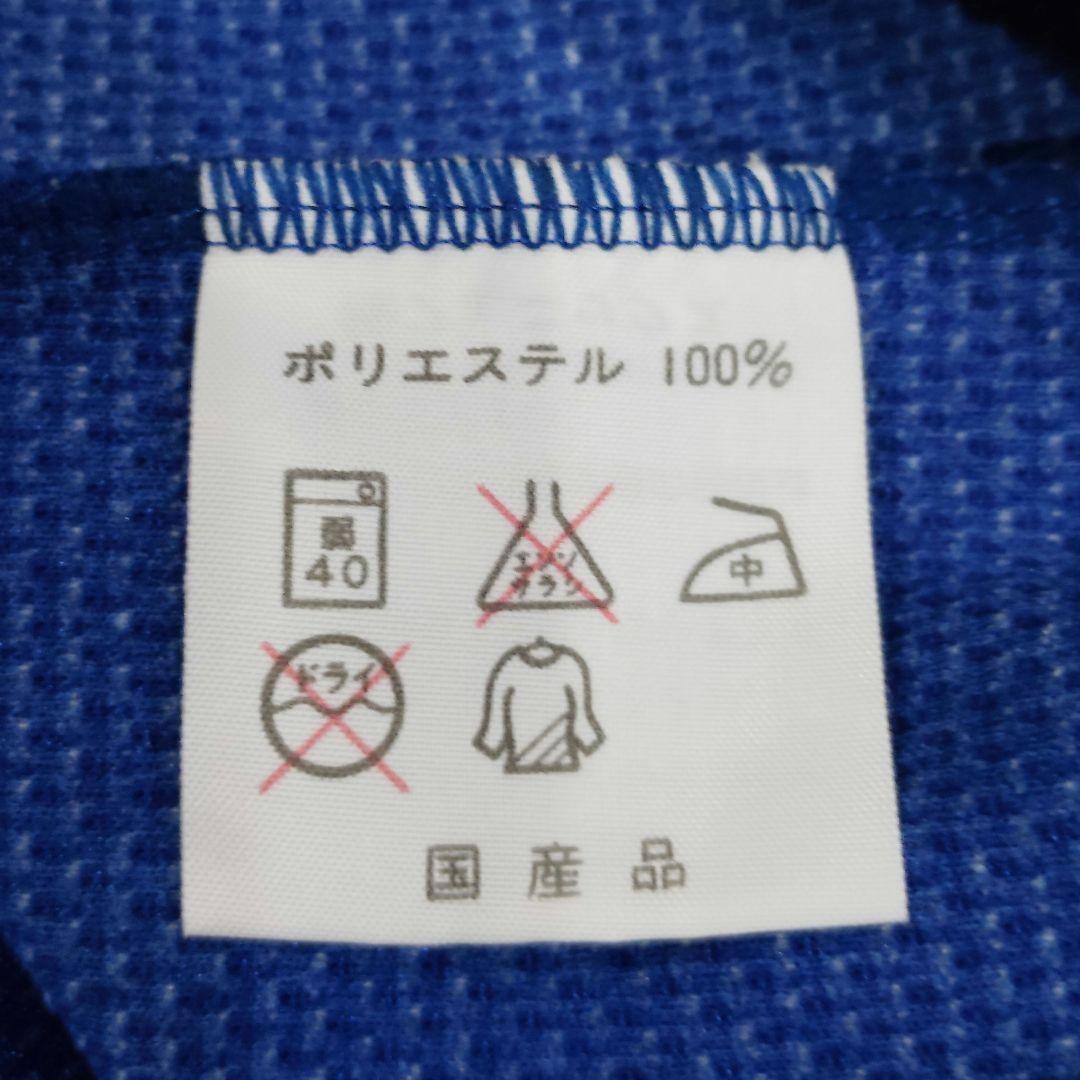 ポリエステル 100%
弱
40
エンソ
サラシ
中
ドライ
国産品